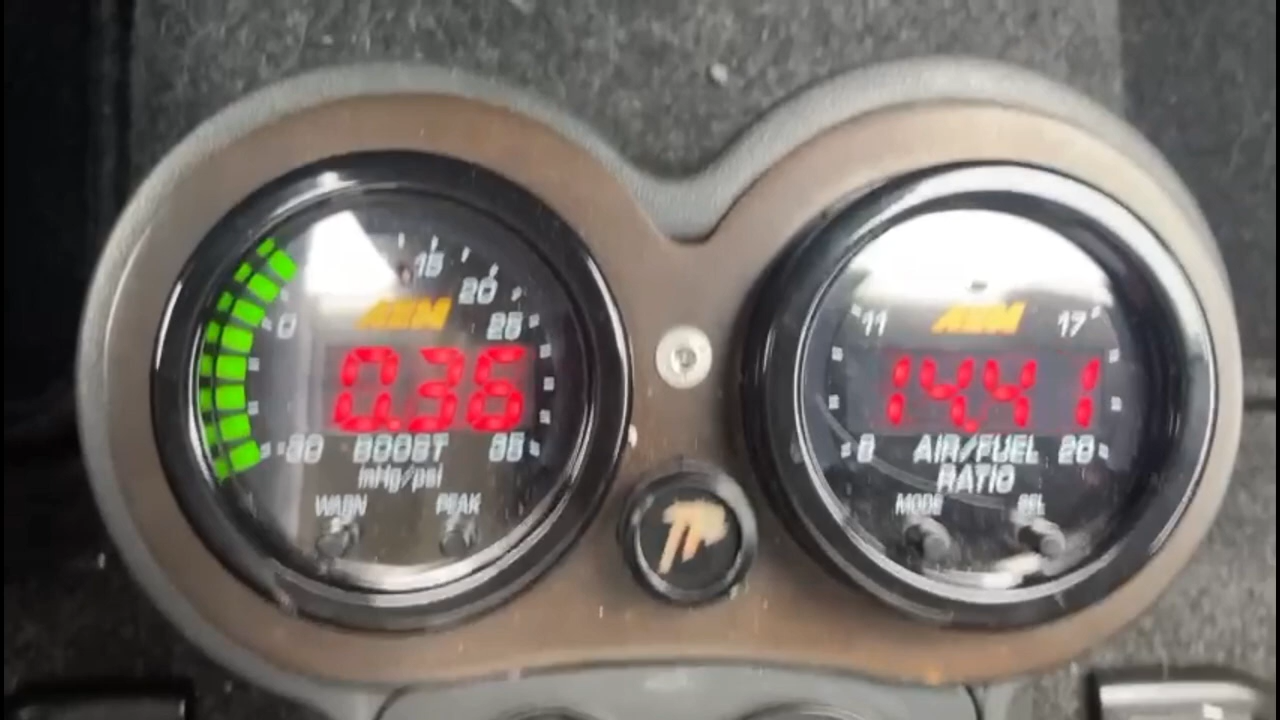 15
20
25
0
AEM
0.36
-30 BOOST 35
inHg/psi
WARN PEAK
11 AEM 17
14.41
8 AIR/FUEL 20
RATIO
MODE SEL